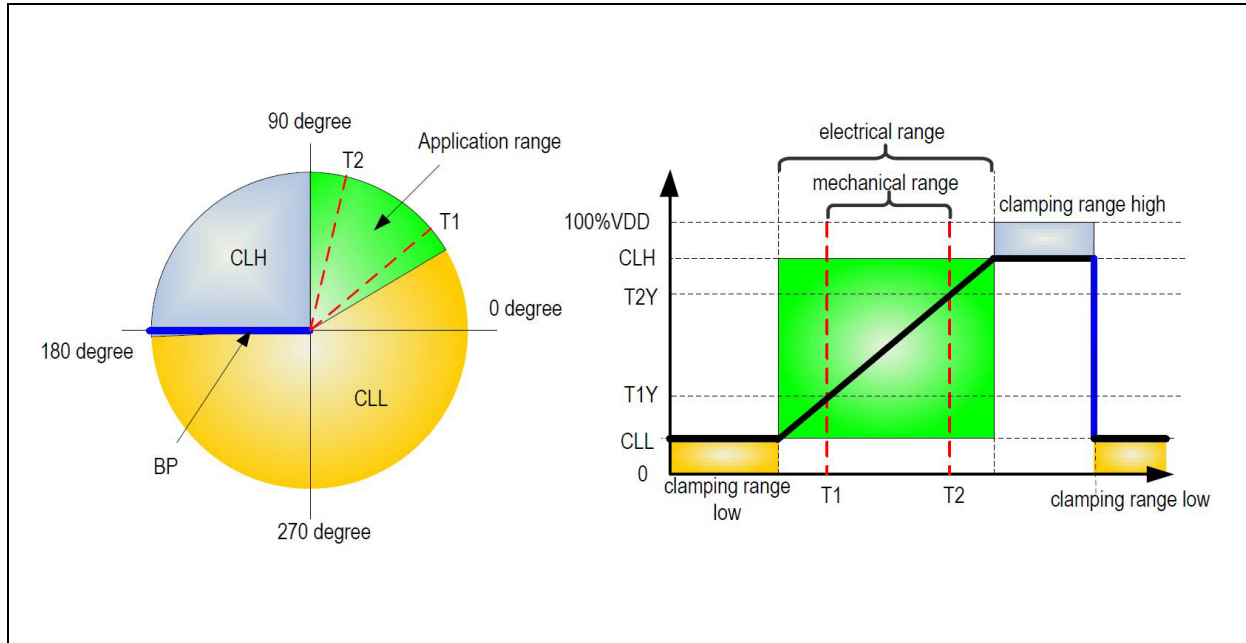 90 degree
T2
Application range
T1
CLH
0 degree
180 degree
CLL
BP
270 degree
electrical range
mechanical range
clamping range high
100%VDD
CLH
T2Y
T1Y
CLL
0
clamping range
low
T1
T2
clamping range low